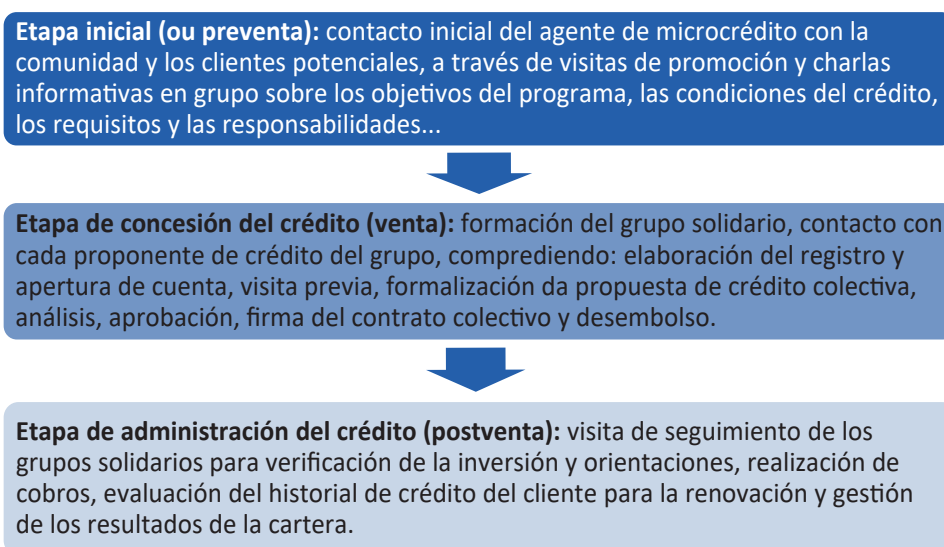 Etapa inicial (ou preventa): contacto inicial del agente de microcrédito con la
comunidad y los clientes potenciales, a través de visitas de promoción y charlas
informativas en grupo sobre los objetivos del programa, las condiciones del crédito,
los requisitos y las responsabilidades...
Etapa de concesión del crédito (venta): formación del grupo solidario, contacto con
cada proponente de crédito del grupo, comprediendo: elaboración del registro y
apertura de cuenta, visita previa, formalización da propuesta de crédito colectiva,
análisis, aprobación, firma del contrato colectivo y desembolso.
Etapa de administración del crédito (postventa): visita de seguimiento de los
grupos solidarios para verificación de la inversión y orientaciones, realización de
cobros, evaluación del historial de crédito del cliente para la renovación y gestión
de los resultados de la cartera.